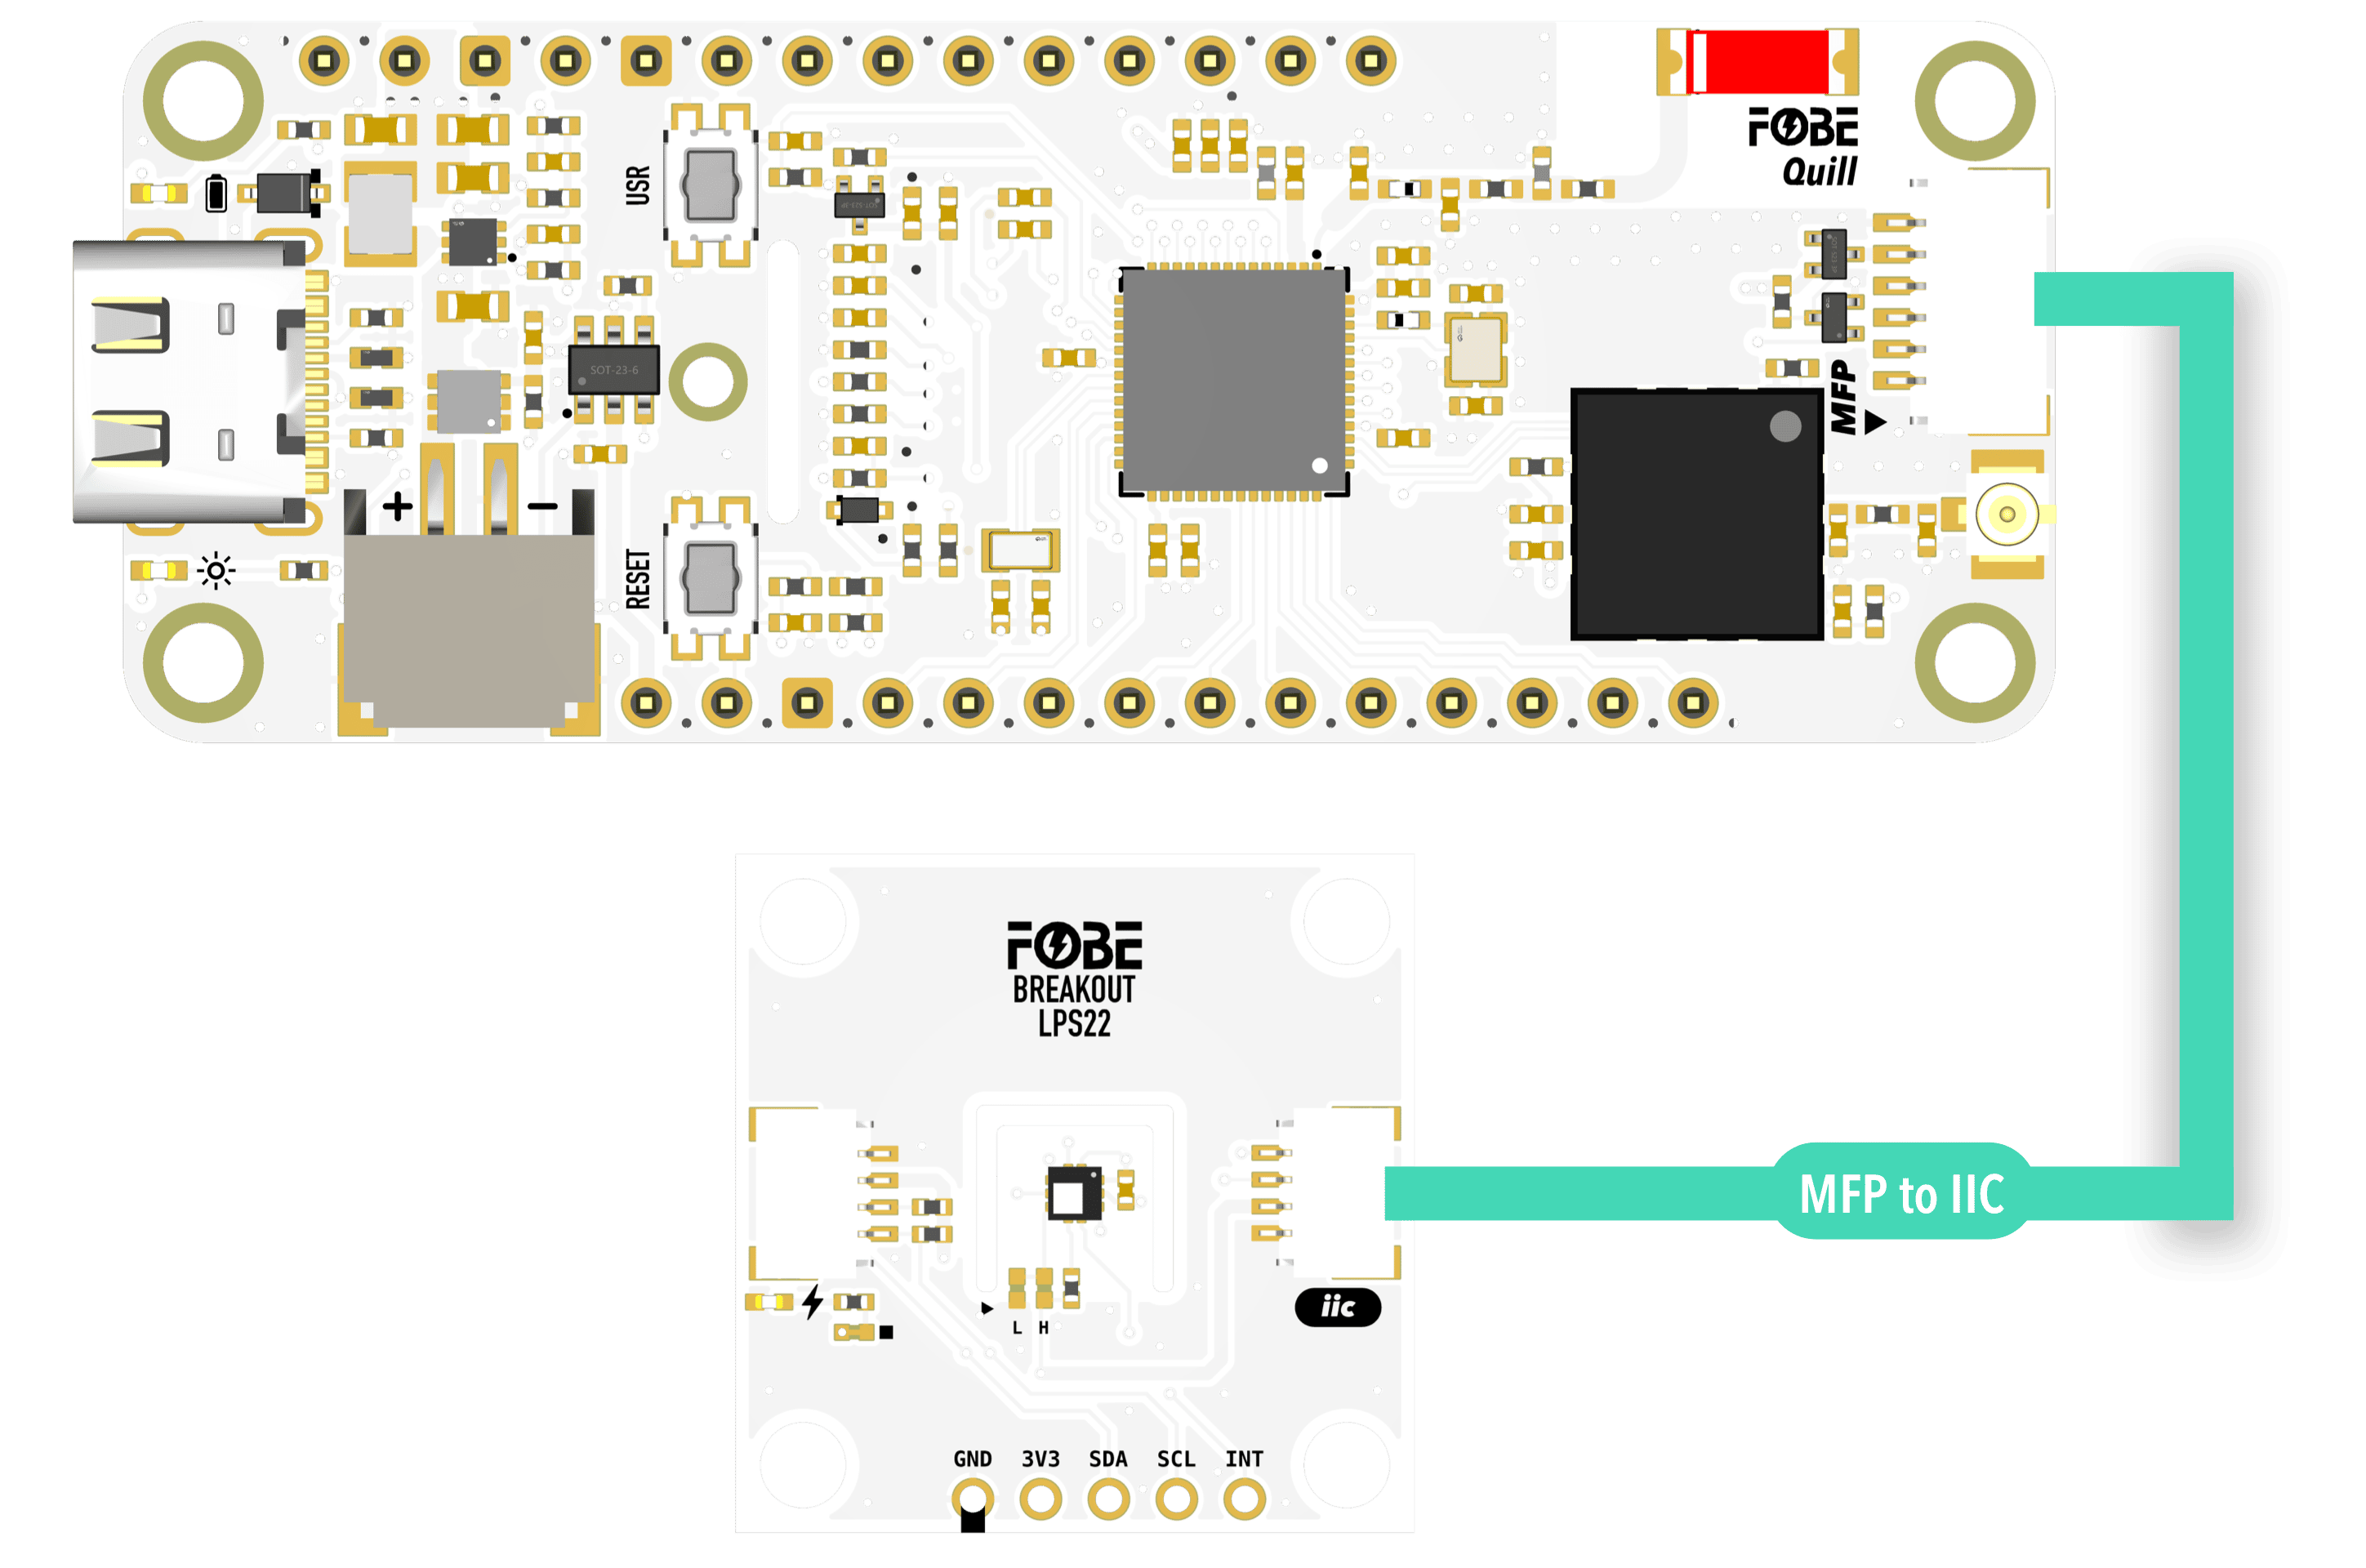 FOBE
Quill
USR
SOT-23-6
MFP
+
−
RESET
FOBE
BREAKOUT
LPS22
MFP to IIC
iic
L H
GND 3V3 SDA SCL INT